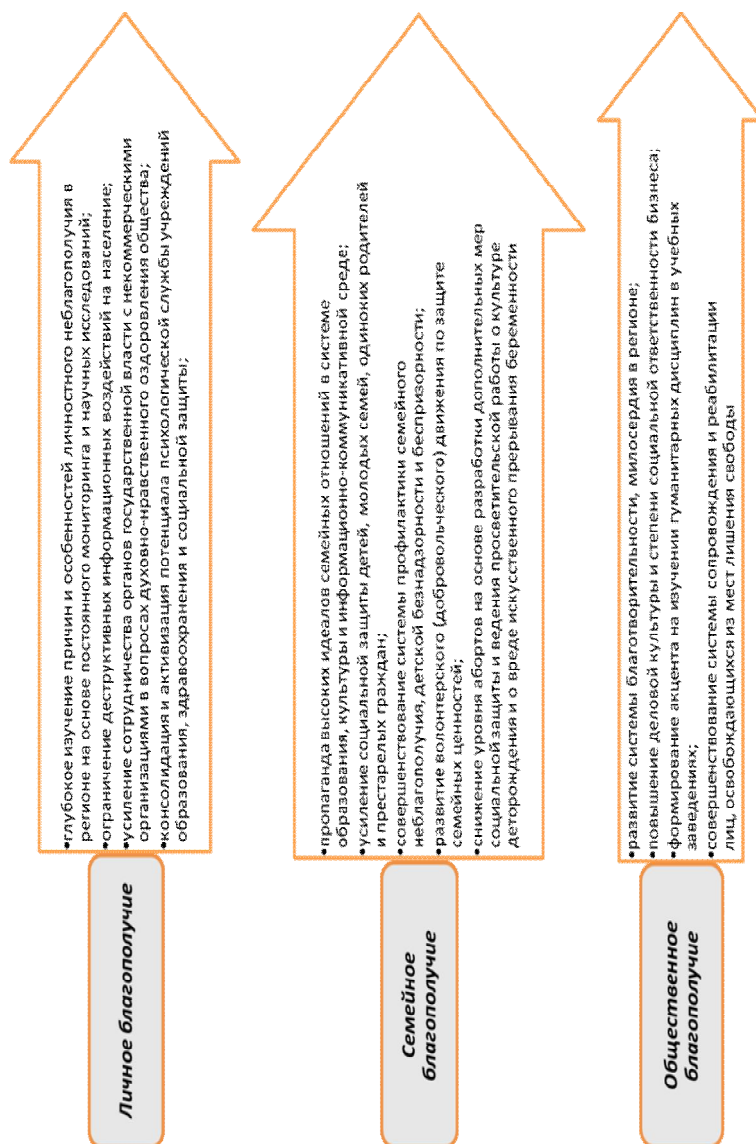 Личное благополучие
•глубокое изучение причин и особенностей личностного неблагополучия в
регионе на основе постоянного мониторинга и научных исследований;
•ограничение деструктивных информационных воздействий на население;
•усиление сотрудничества органов государственной власти с некоммерческими
организациями в вопросах духовно-нравственного оздоровления общества;
•консолидация и активизация потенциала психологической службы учреждений
образования, здравоохранения и социальной защиты;
Семейное
благополучие
•пропаганда высоких идеалов семейных отношений в системе
образования, культуры и информационно-коммуникативной среде;
•усиление социальной защиты детей, молодых семей, одиноких родителей
и престарелых граждан;
•совершенствование системы профилактики семейного
неблагополучия, детской безнадзорности и беспризорности;
•развитие волонтерского (добровольческого) движения по защите
семейных ценностей;
•снижение уровня абортов на основе разработки дополнительных мер
социальной защиты и ведения просветительской работы о культуре
деторождения и о вреде искусственного прерывания беременности
Общественное
благополучие
•развитие системы благотворительности, милосердия в регионе;
•повышение деловой культуры и степени социальной ответственности бизнеса;
•формирование акцента на изучении гуманитарных дисциплин в учебных
заведениях;
•совершенствование системы сопровождения и реабилитации
лиц, освобождающихся из мест лишения свободы